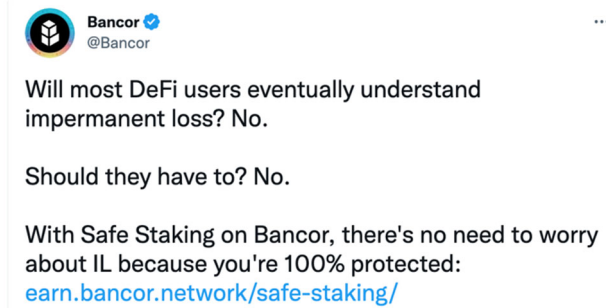 Bancor
@Bancor
Will most DeFi users eventually understand
impermanent loss? No.
Should they have to? No.
With Safe Staking on Bancor, there's no need to worry
about IL because you're 100% protected:
earn.bancor.network/safe-staking/